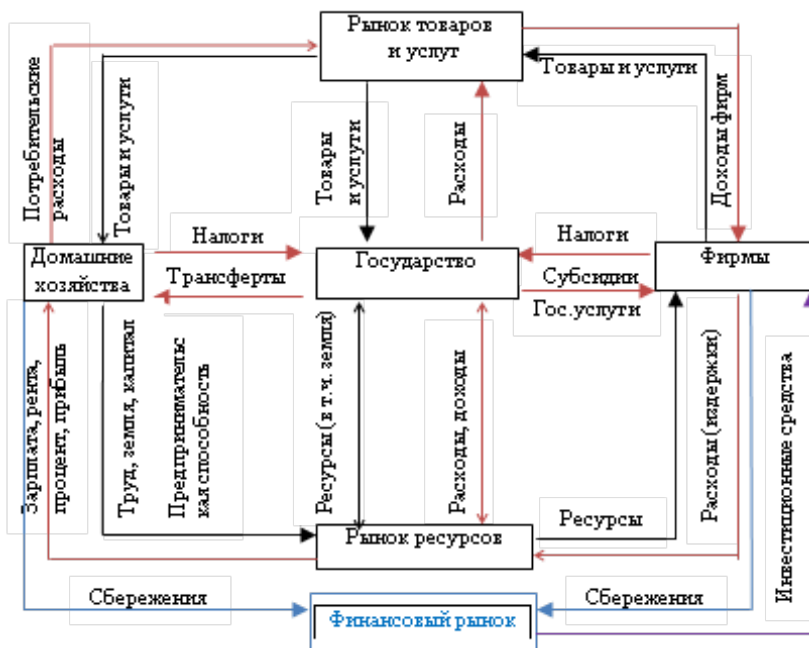 Рынок товаров
и услуг
Товары и услуги
Потребительские
расходы
Товары и услуги
Товары
и услуги
Расходы
Доходы фирм
Налоги
Налоги
Домашние
хозяйства
Государство
Фирмы
Трансферты
Субсидии
Гос.услуги
Зарплата, рента,
процент, прибыль
Труд, земля, капитал
Предпринимательс
кая способность
Ресурсы (в т.ч. земля)
Расходы, доходы
Расходы (издержки)
Инвестиционные средства
Ресурсы
Рынок ресурсов
Сбережения
Сбережения
Финансовый рынок